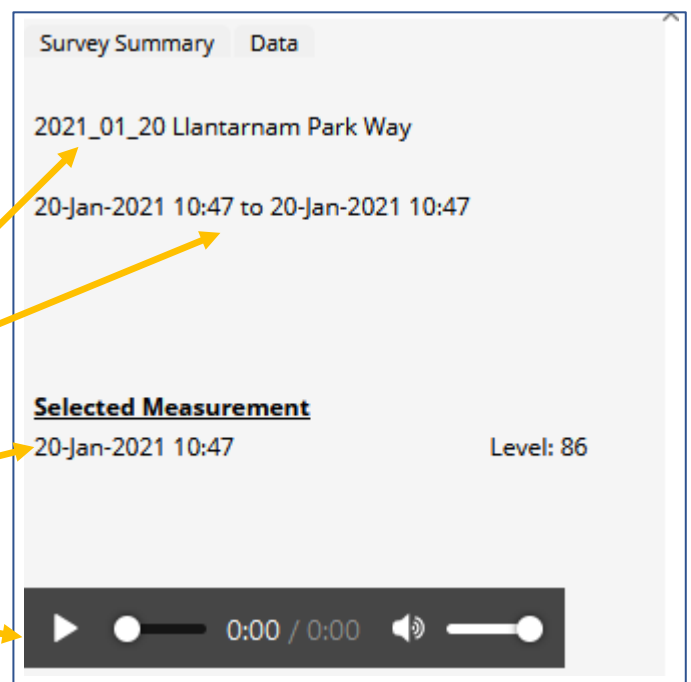 Survey Summary Data
2021_01_20 Llantarnam Park Way
20-Jan-2021 10:47 to 20-Jan-2021 10:47
Selected Measurement
20-Jan-2021 10:47 Level: 86
0:00 / 0:00